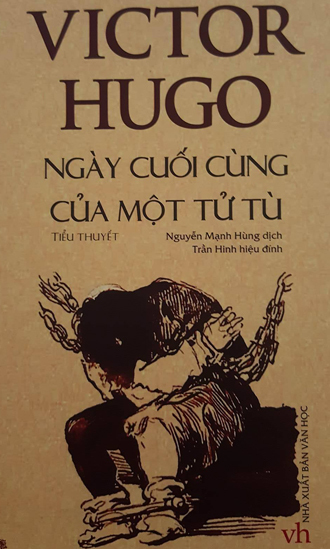 VICTOR
HUGO
NGÀY CUỐI CÙNG
CỦA MỘT TỬ TÙ
TIỂU THUYẾT
Nguyễn Mạnh Hùng dịch
Trần Hinh hiệu đính
NHÀ XUẤT BẢN VĂN HỌC
vh